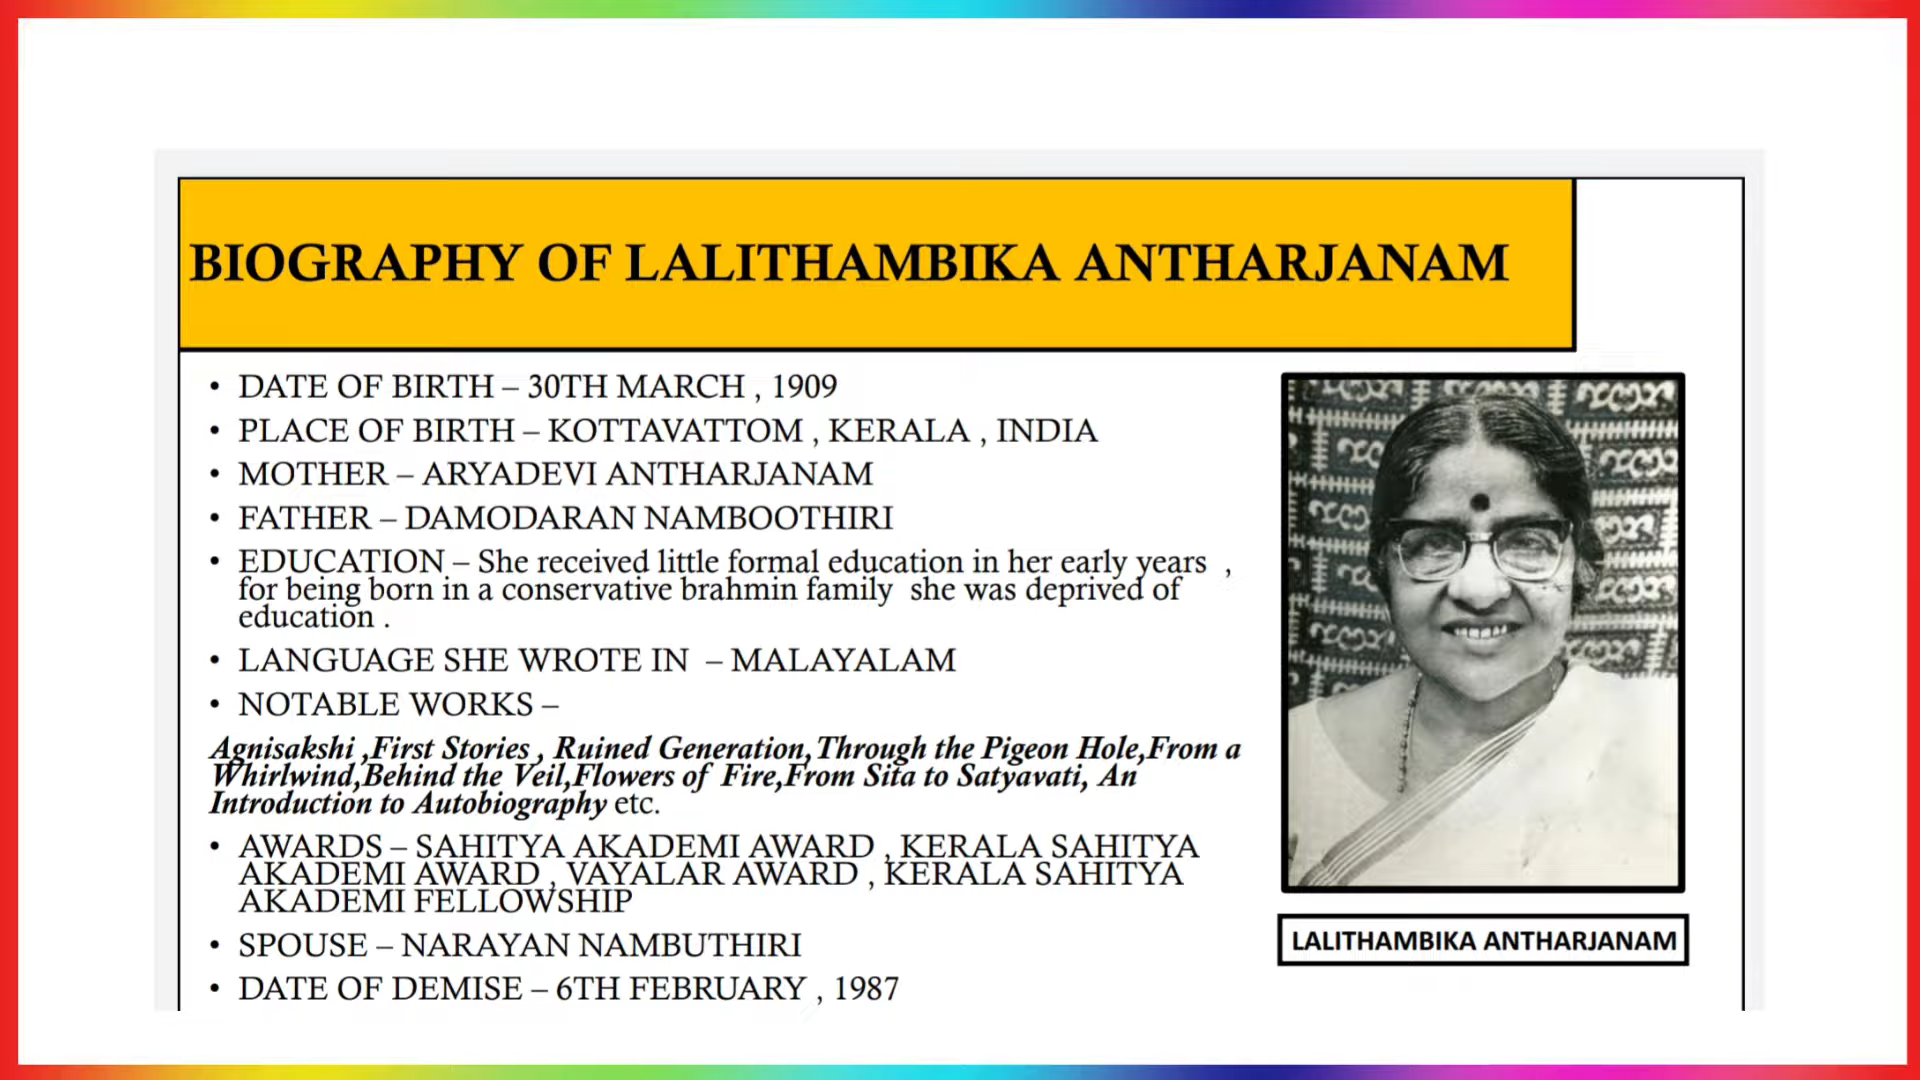 BIOGRAPHY OF LALITHAMBIKA ANTHARJANAM
• DATE OF BIRTH – 30TH MARCH , 1909
• PLACE OF BIRTH – KOTTAVATTOM , KERALA , INDIA
• MOTHER – ARYADEVI ANTHARJANAM
• FATHER – DAMODARAN NAMBOOTHIRI
• EDUCATION – She received little formal education in her early years ,
for being born in a conservative brahmin family she was deprived of
education .
• LANGUAGE SHE WROTE IN – MALAYALAM
• NOTABLE WORKS –
Agnisakshi ,First Stories , Ruined Generation,Through the Pigeon Hole,From a
Whirlwind,Behind the Veil,Flowers of Fire,From Sita to Satyavati, An
Introduction to Autobiography etc.
• AWARDS – SAHITYA AKADEMI AWARD , KERALA SAHITYA
AKADEMI AWARD , VAYALAR AWARD , KERALA SAHITYA
AKADEMI FELLOWSHIP
• SPOUSE – NARAYAN NAMBUTHIRI
• DATE OF DEMISE – 6TH FEBRUARY , 1987
LALITHAMBIKA ANTHARJANAM